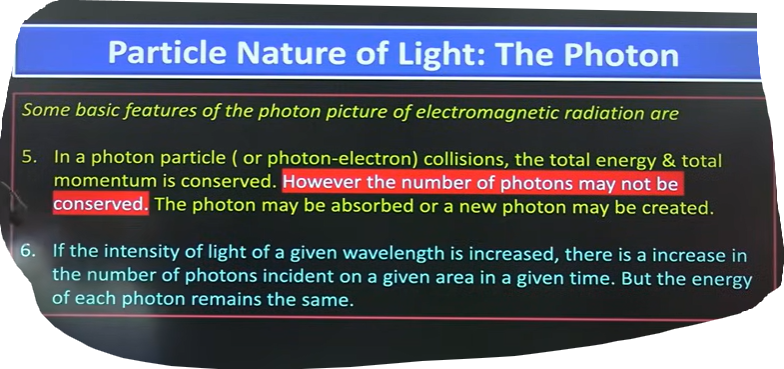 Particle Nature of Light: The Photon
Some basic features of the photon picture of electromagnetic radiation are
5. In a photon particle ( or photon-electron) collisions, the total energy & total
momentum is conserved. However the number of photons may not be
conserved. The photon may be absorbed or a new photon may be created.
6. If the intensity of light of a given wavelength is increased, there is a increase in
the number of photons incident on a given area in a given time. But the energy
of each photon remains the same.